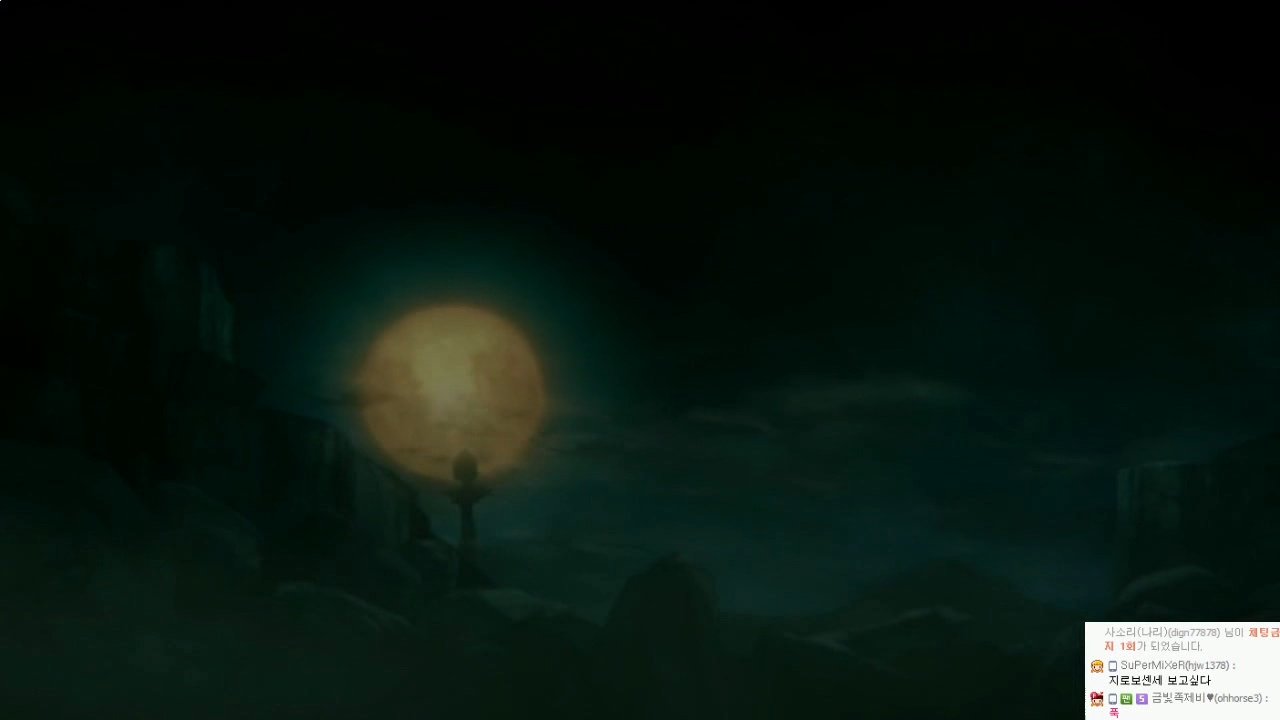 사소리(나리)(dign77878) 님이 채팅금
지 1회가 되었습니다.
SuPerMiXeR(hjw1378) :
지로보센세 보고싶다
팬 5 금빛족제비♥(ohhorse3) :
푹